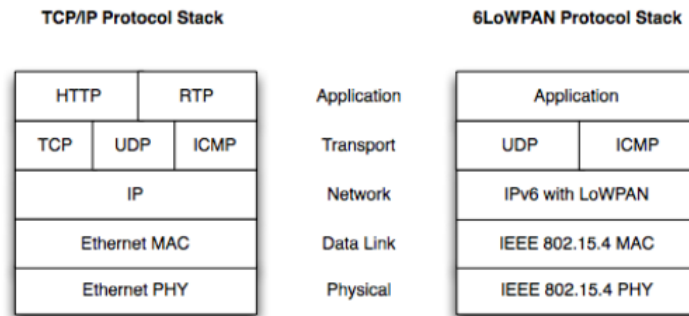 TCP/IP Protocol Stack 6LoWPAN Protocol Stack
HTTP RTP Application Application
TCP UDP ICMP Transport UDP ICMP
IP Network IPv6 with LoWPAN
Ethernet MAC Data Link IEEE 802.15.4 MAC
Ethernet PHY Physical IEEE 802.15.4 PHY